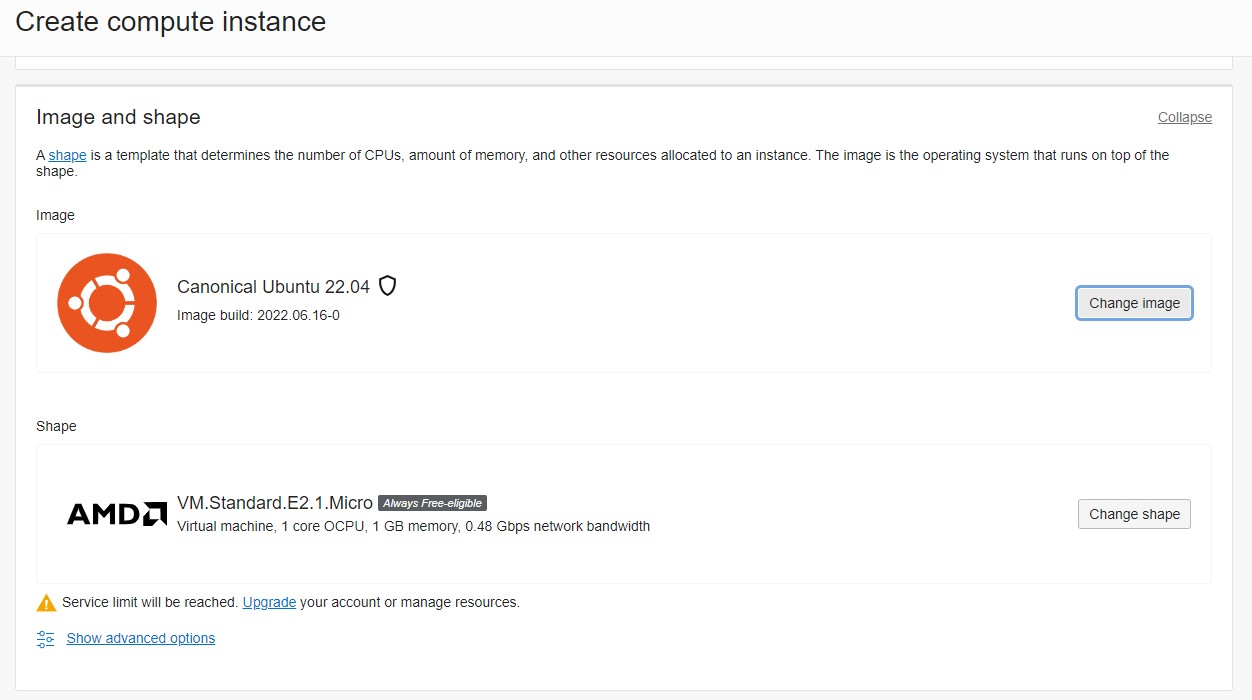 Create compute instance
Image and shape
Collapse
A shape is a template that determines the number of CPUs, amount of memory, and other resources allocated to an instance. The image is the operating system that runs on top of the
shape.
Image
Canonical Ubuntu 22.04
Image build: 2022.06.16-0
Change image
Shape
AMD
VM.Standard.E2.1.Micro Always Free-eligible
Virtual machine, 1 core OCPU, 1 GB memory, 0.48 Gbps network bandwidth
Change shape
Service limit will be reached. Upgrade your account or manage resources.
Show advanced options